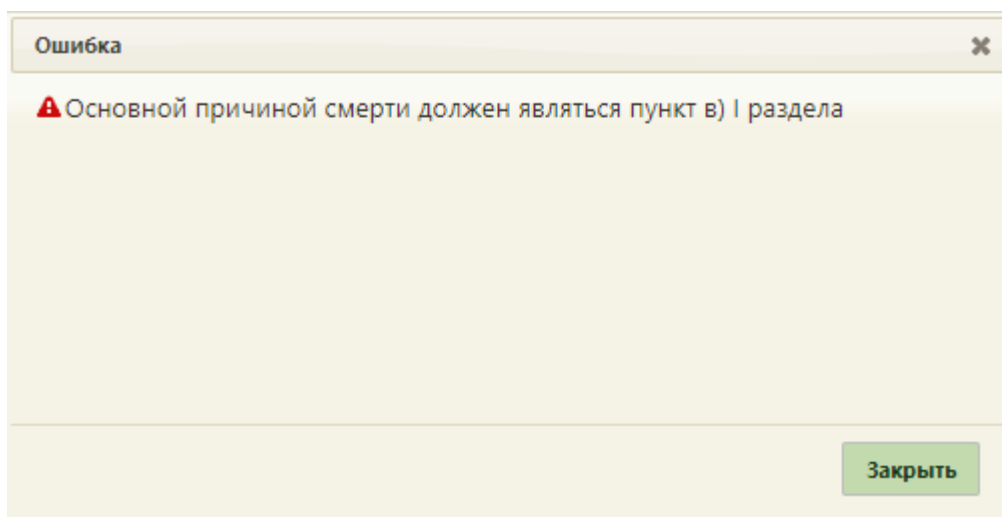 Ошибка
Основной причиной смерти должен являться пункт в) I раздела
Закрыть